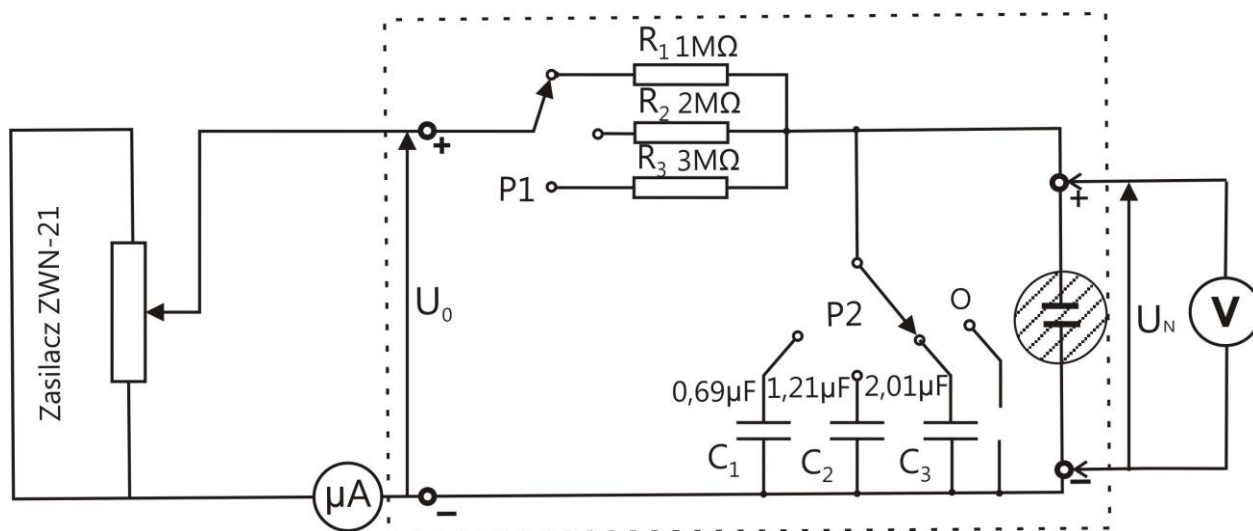 Zasilacz ZWN-21
μA
U₀
+
−
P1
R₁ 1MΩ
R₂ 2MΩ
R₃ 3MΩ
P2
O
0,69μF
1,21μF
2,01μF
C₁
C₂
C₃
+
−
U_N
V